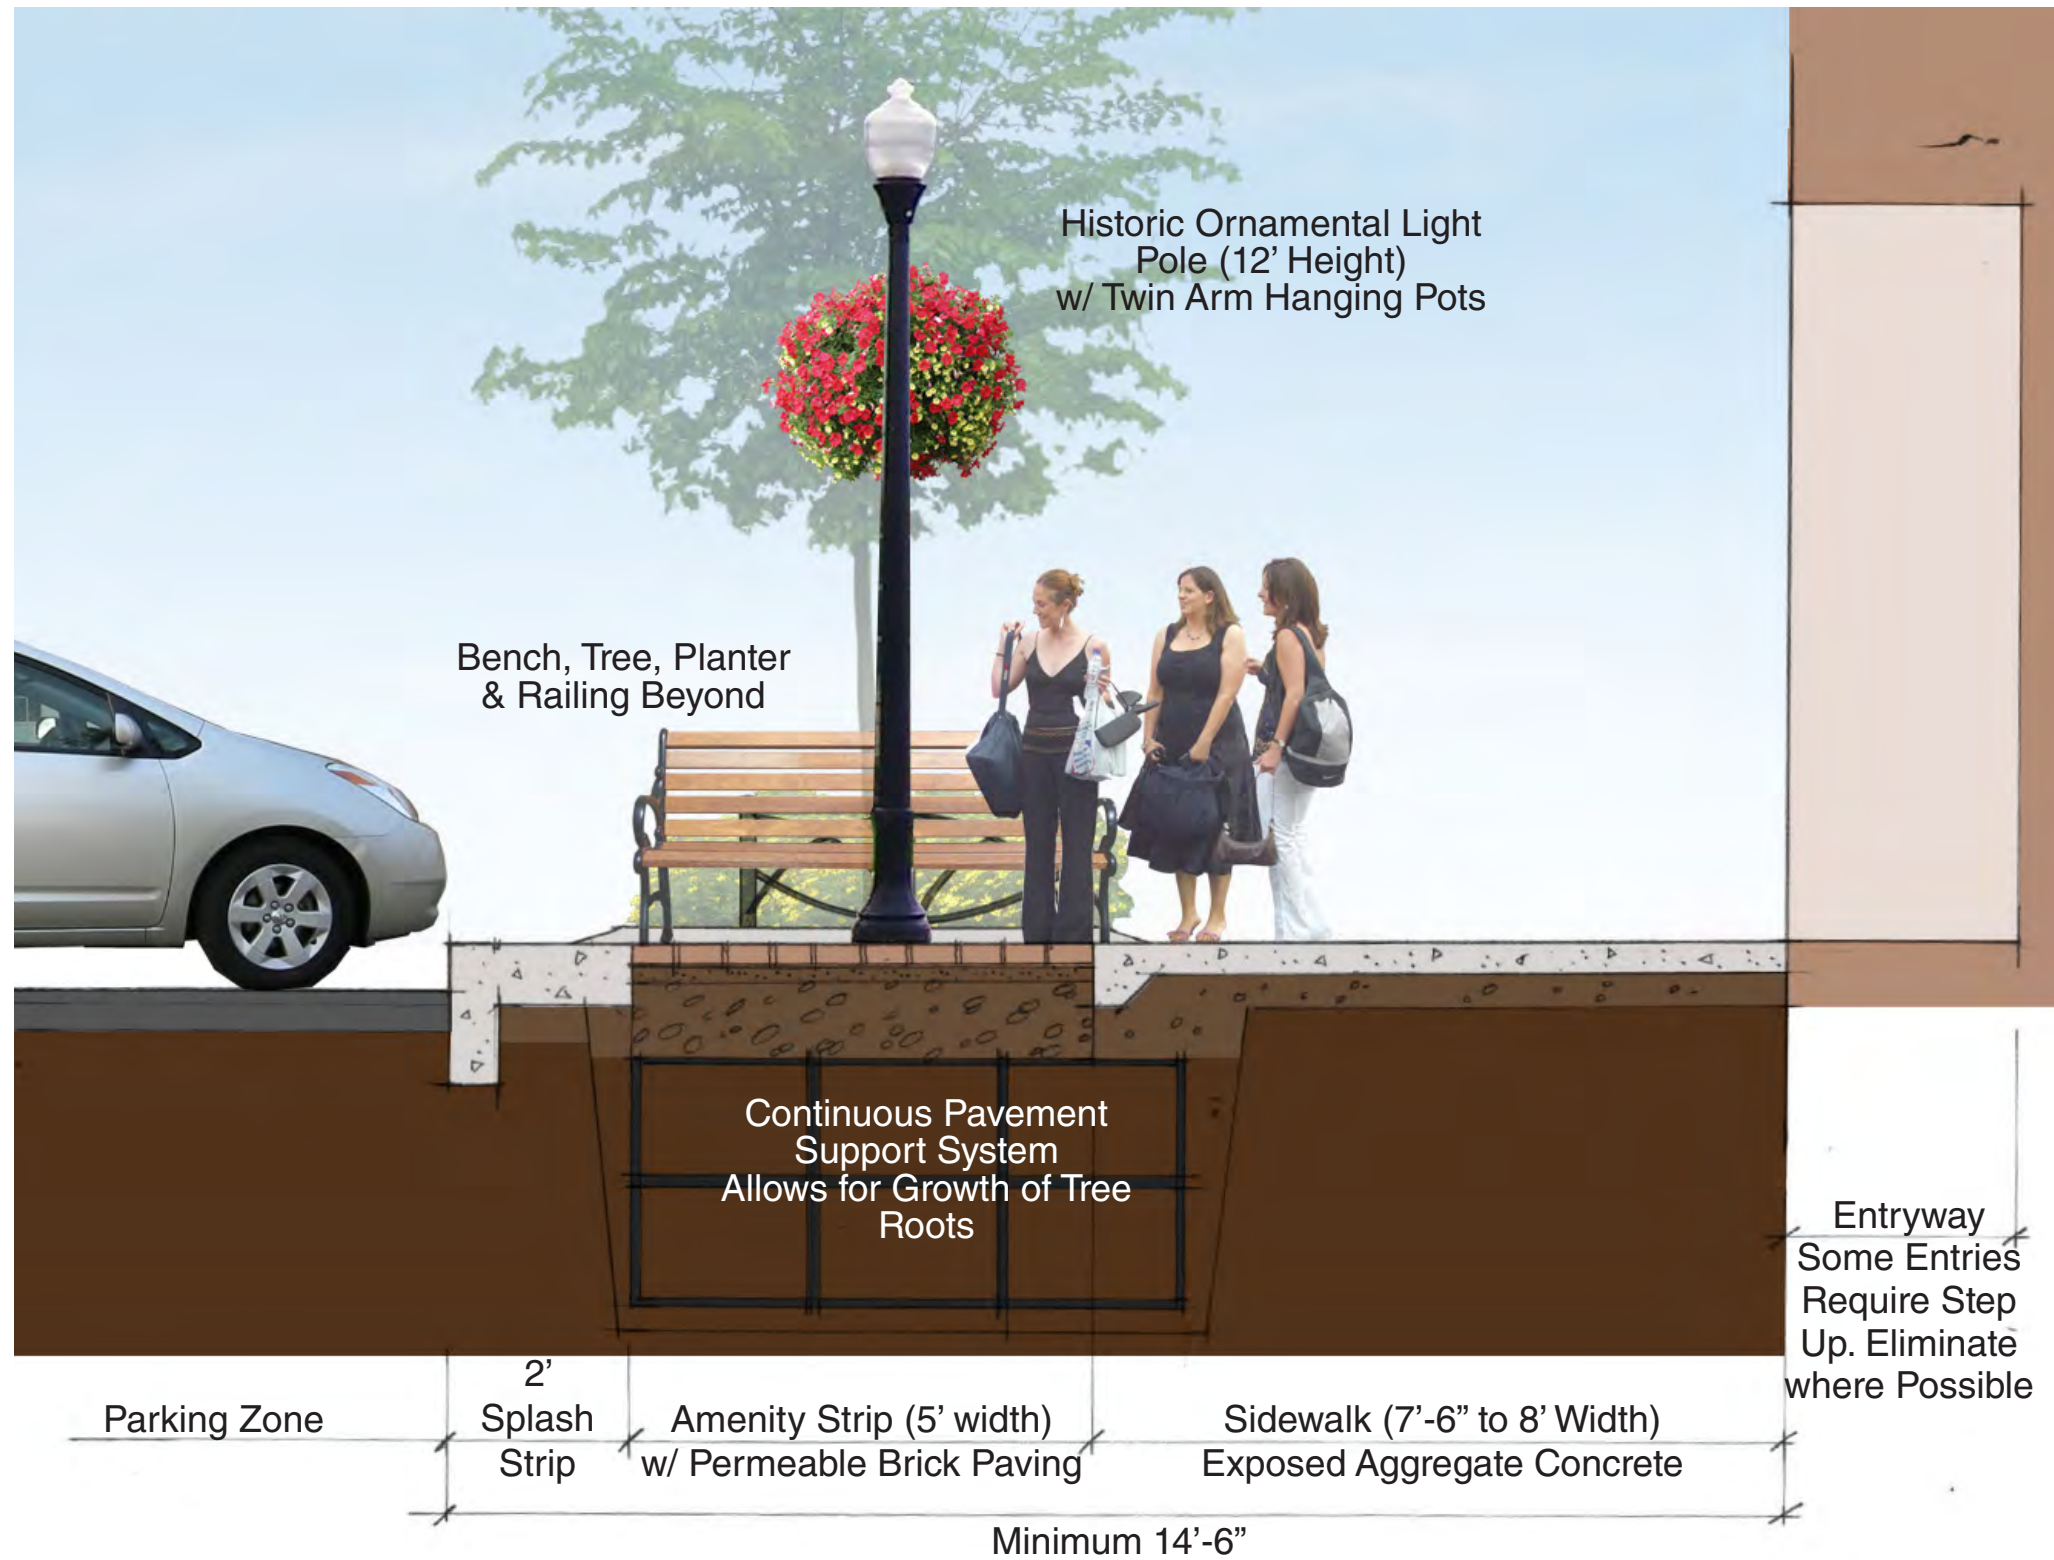 Historic Ornamental Light
Pole (12’ Height)
w/ Twin Arm Hanging Pots
Bench, Tree, Planter
& Railing Beyond
Continuous Pavement
Support System
Allows for Growth of Tree
Roots
Entryway
Some Entries
Require Step
Up. Eliminate
where Possible
Parking Zone
2’
Splash
Strip
Amenity Strip (5’ width)
w/ Permeable Brick Paving
Sidewalk (7’-6” to 8’ Width)
Exposed Aggregate Concrete
Minimum 14’-6”